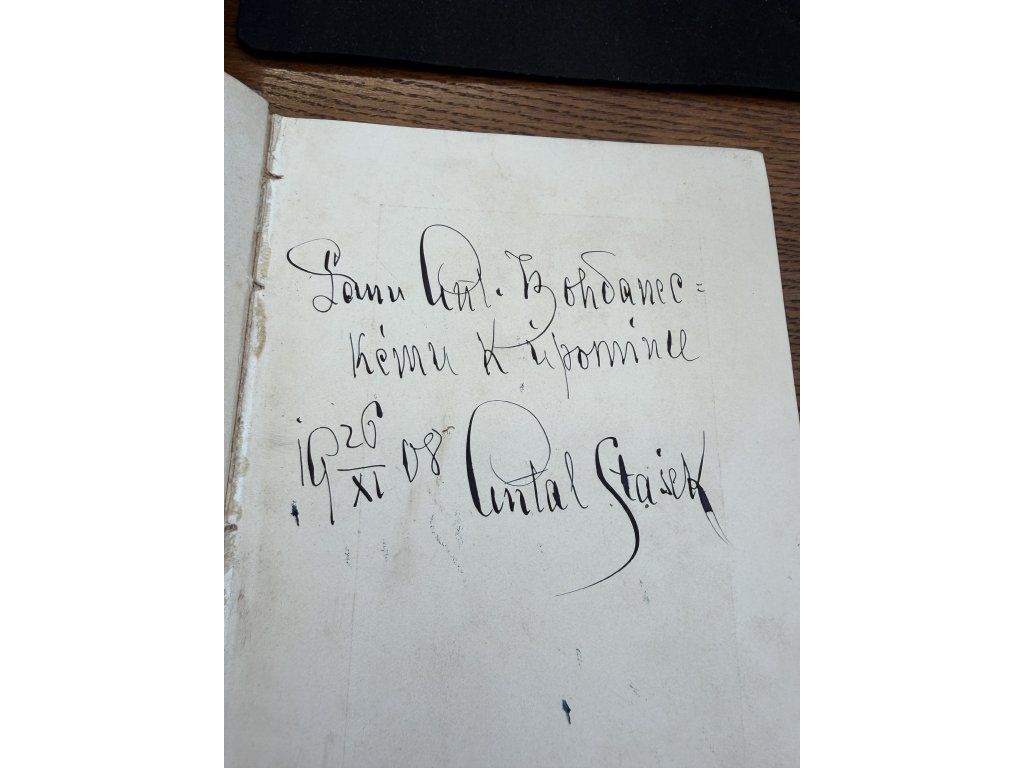 Panu Ant. Bohdanec=
kému k upomínce
19 26/XI 08 Antal Stašek